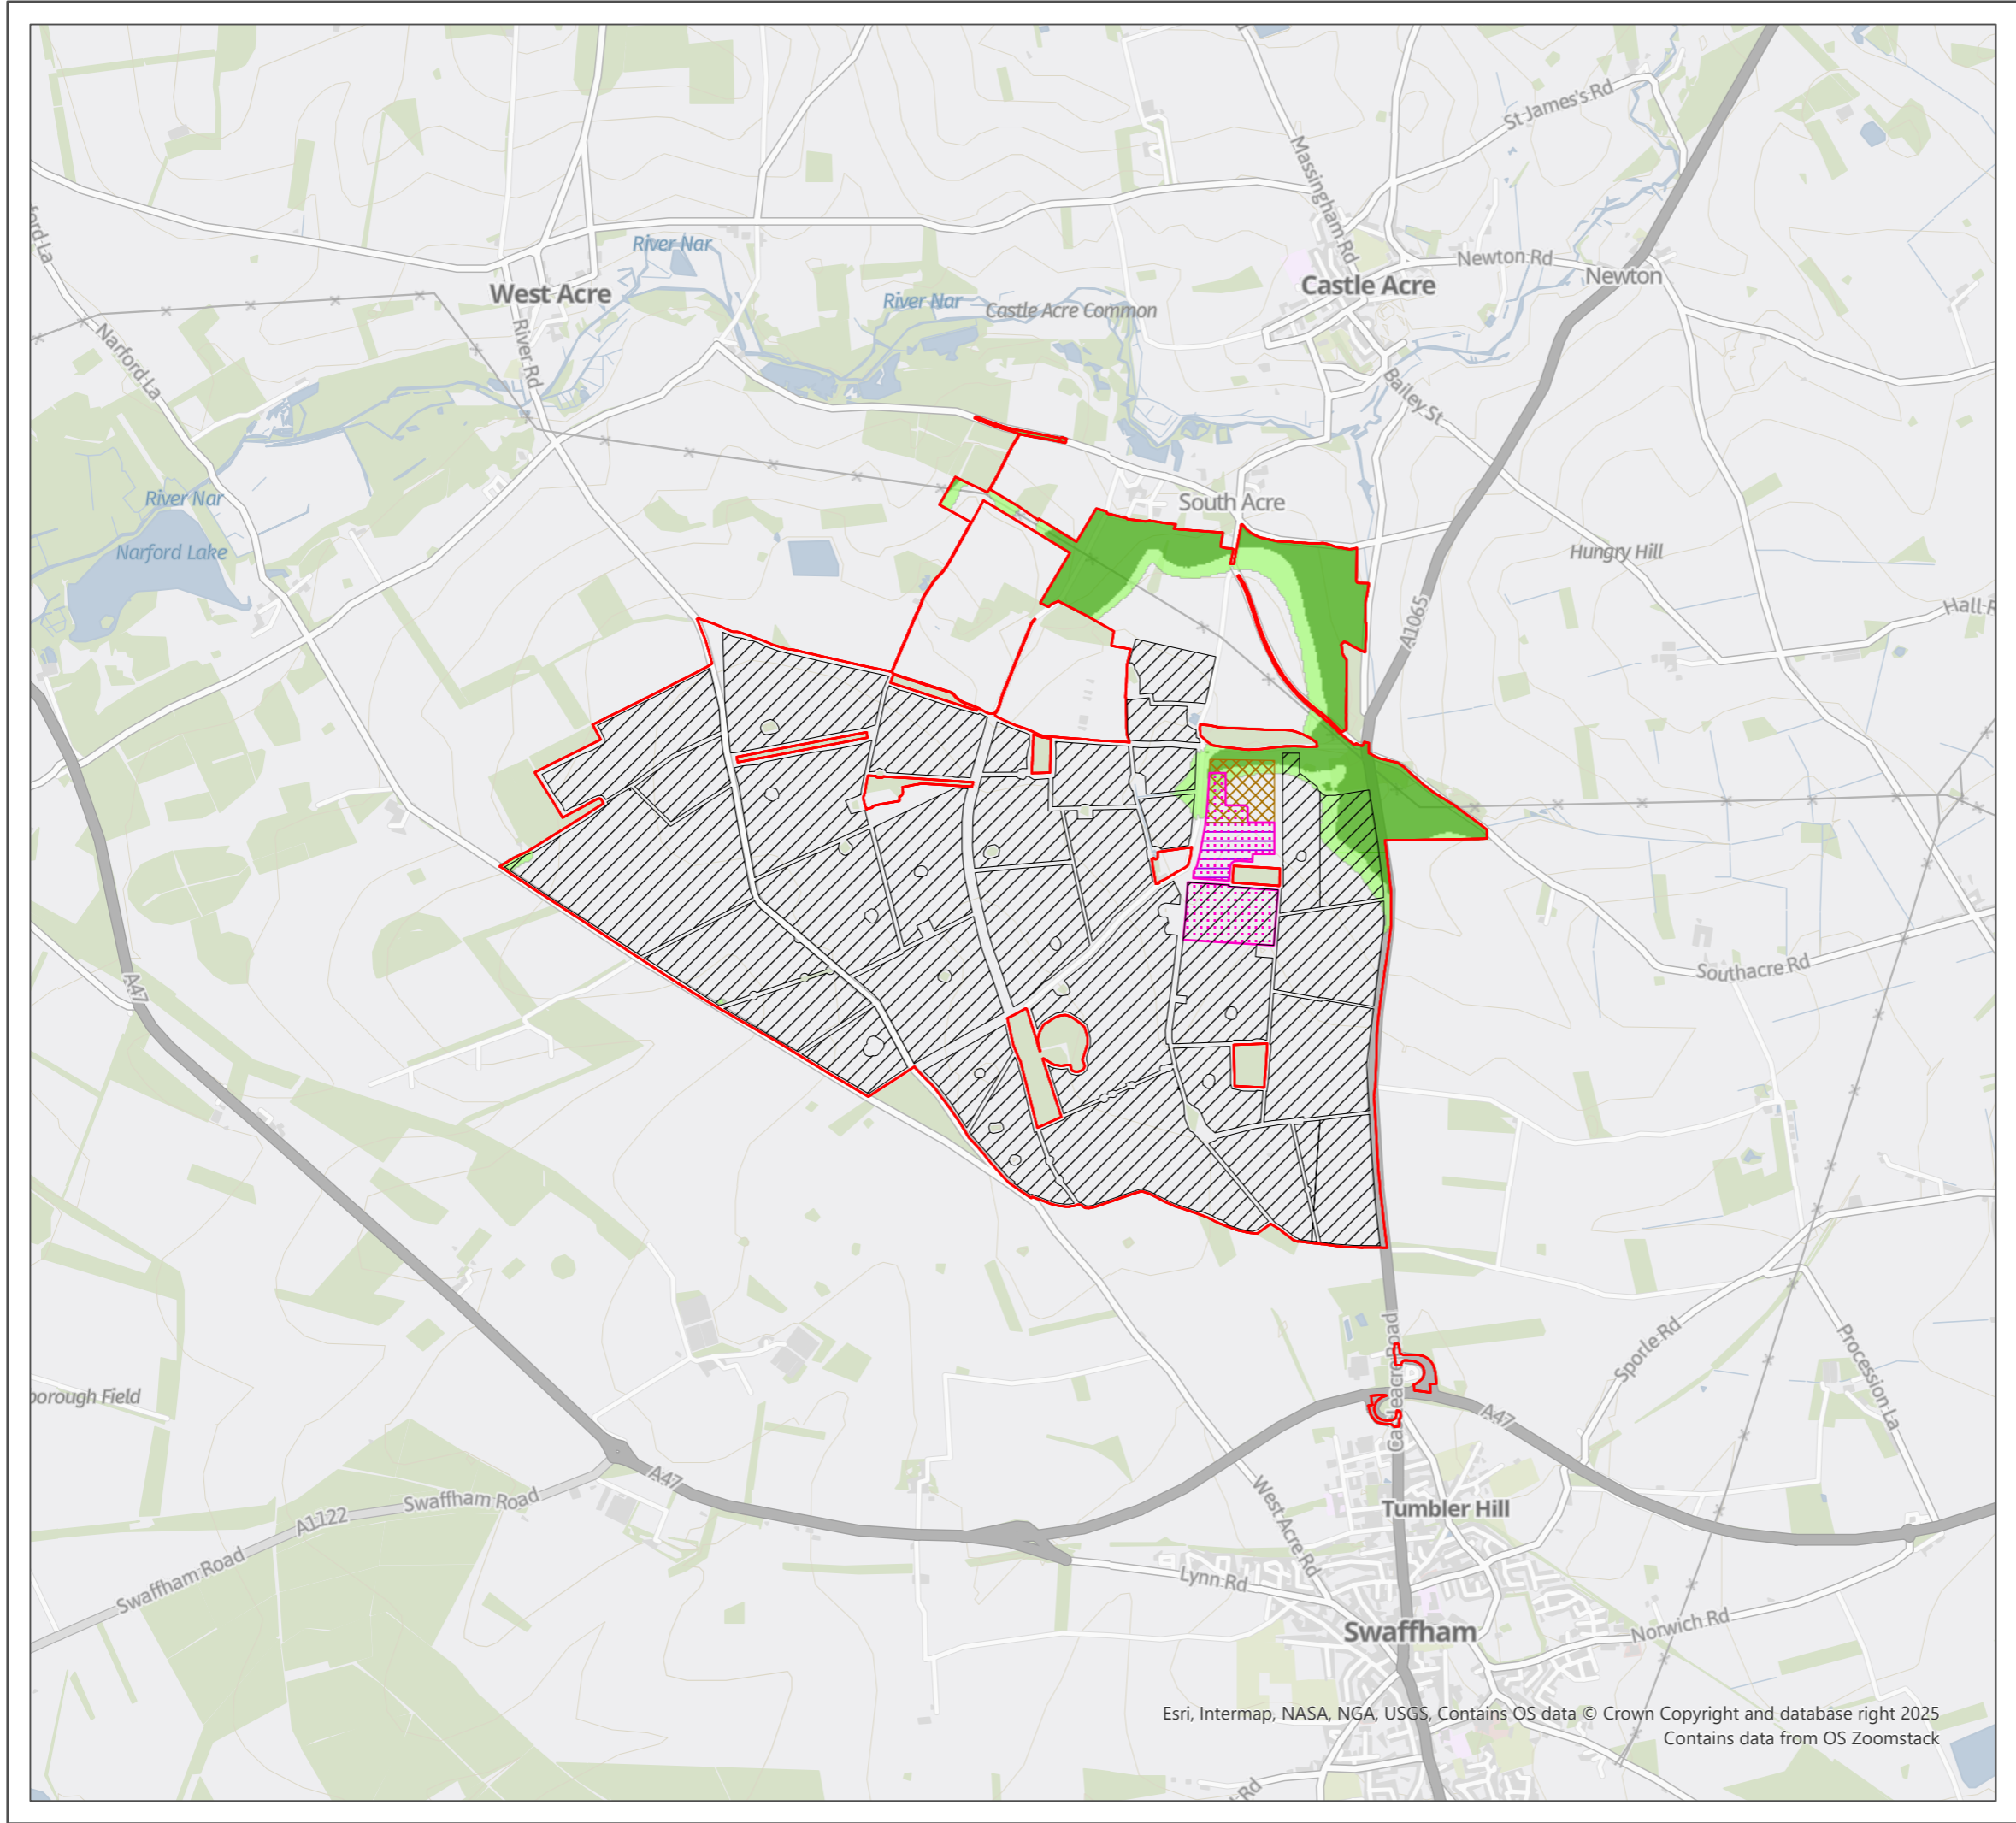 St James's Rd
Massingham Rd
ford La
River Nar
Newton Rd
Newton
West Acre
Castle Acre
River Nar
Castle Acre Common
Narford La
River Rd
Bailey St
River Nar
South Acre
Narford Lake
Hungry Hill
A1065
Hall R
Southacre Rd
A47
Sporle Rd
Procession La
borough Field
A47
A47
Swaffham Road
A1122
West Acre Rd
Tumbler Hill
Swaffham Road
Lynn Rd
Norwich Rd
Swaffham
Esri, Intermap, NASA, NGA, USGS, Contains OS data © Crown Copyright and database right 2025
Contains data from OS Zoomstack
Rd